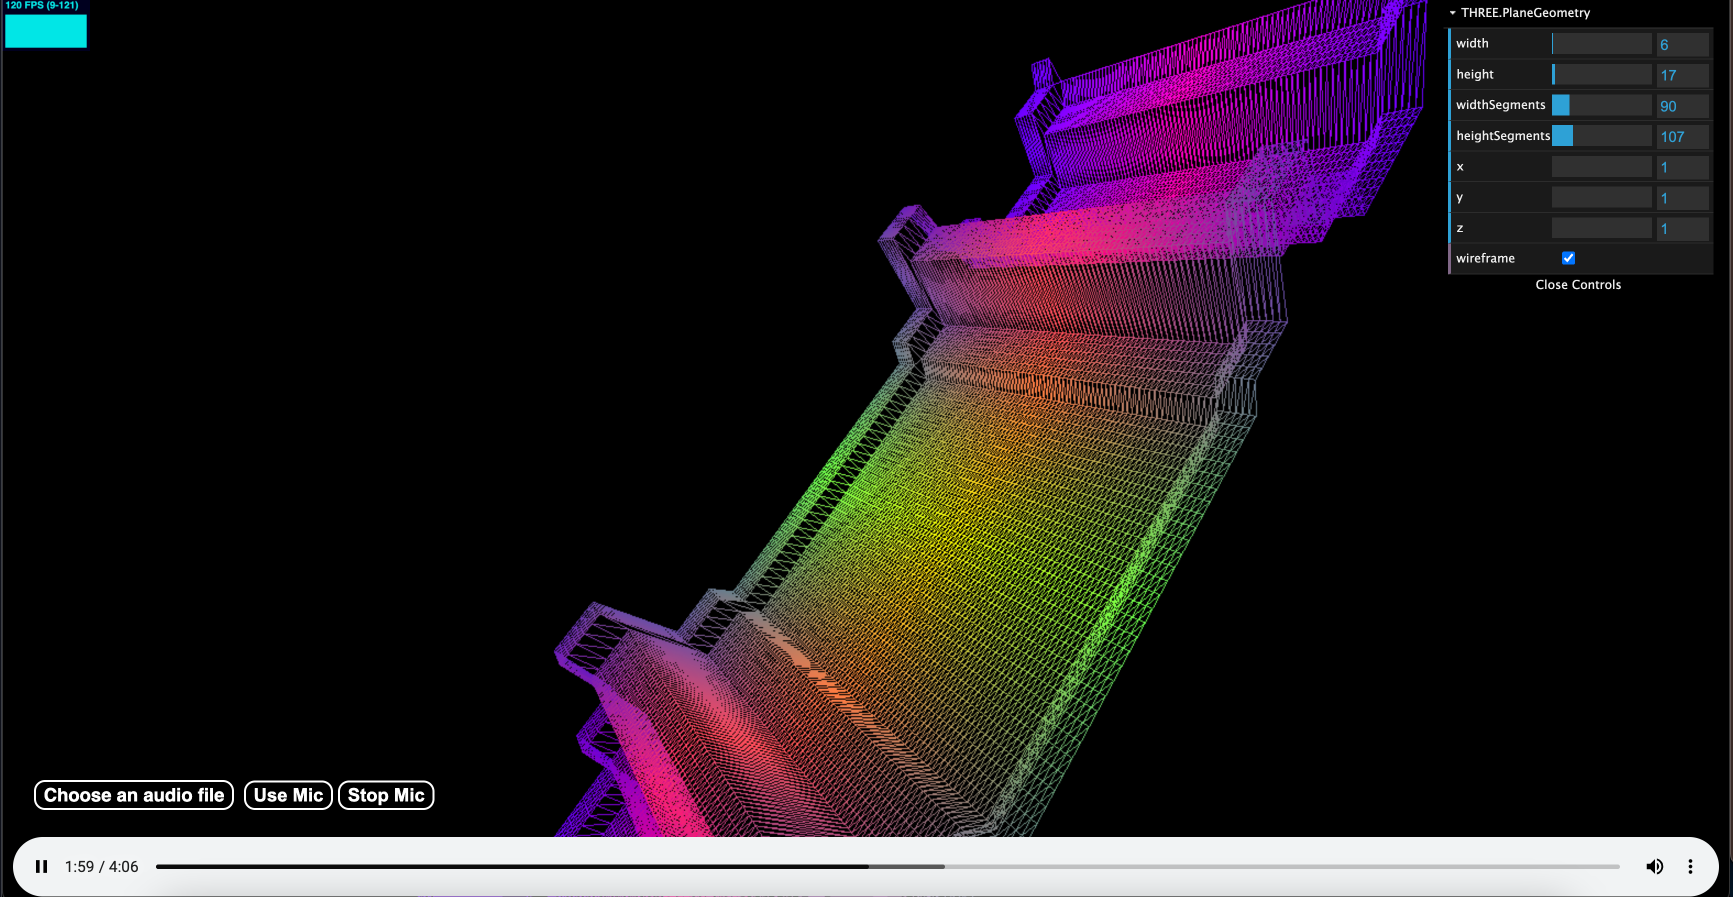 120 FPS (9-121)
THREE.PlaneGeometry
width 6
height 17
widthSegments 90
heightSegments 107
x 1
y 1
z 1
wireframe
Close Controls
Choose an audio file Use Mic Stop Mic
1:59 / 4:06